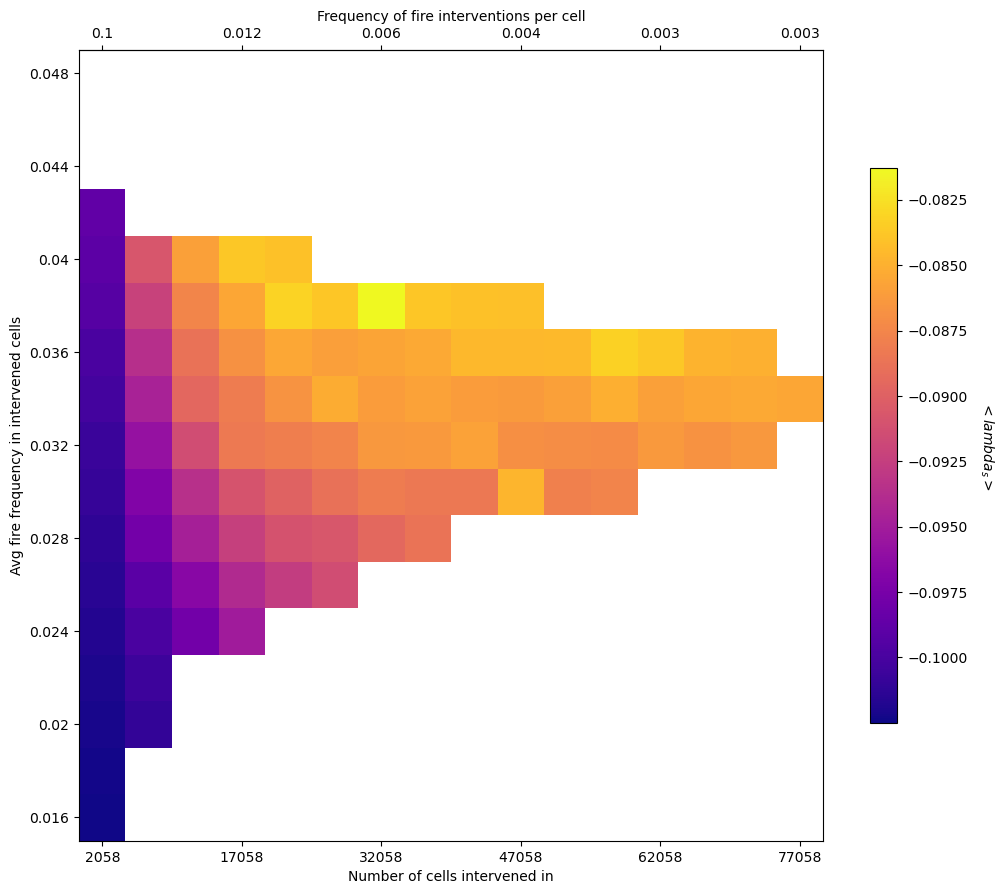 Frequency of fire interventions per cell
0.1 0.012 0.006 0.004 0.003 0.003
0.048
0.044
0.04
0.036
0.032
0.028
0.024
0.02
0.016
Avg fire frequency in intervened cells
2058 17058 32058 47058 62058 77058
Number of cells intervened in
−0.0825
−0.0850
−0.0875
−0.0900
−0.0925
−0.0950
−0.0975
−0.1000
< lambda_s >